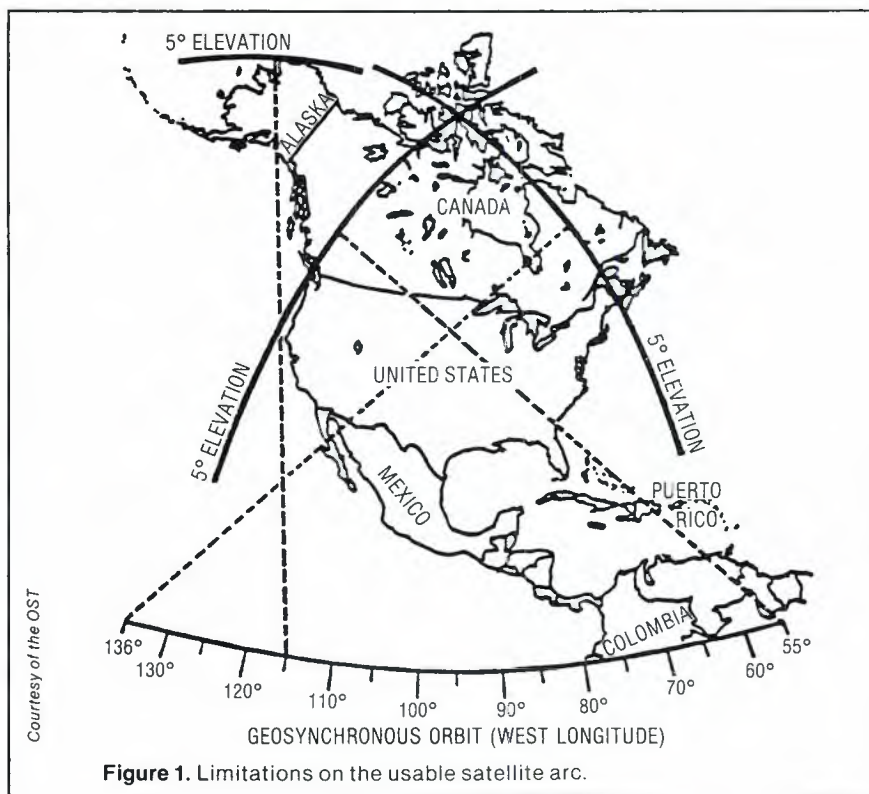 5° ELEVATION
ALASKA
CANADA
UNITED STATES
5° ELEVATION
5° ELEVATION
MEXICO
PUERTO
RICO
COLOMBIA
136°
130°
120°
110°
100°
90°
80°
70°
60°
55°
GEOSYNCHRONOUS ORBIT (WEST LONGITUDE)
Courtesy of the OST
Figure 1. Limitations on the usable satellite arc.